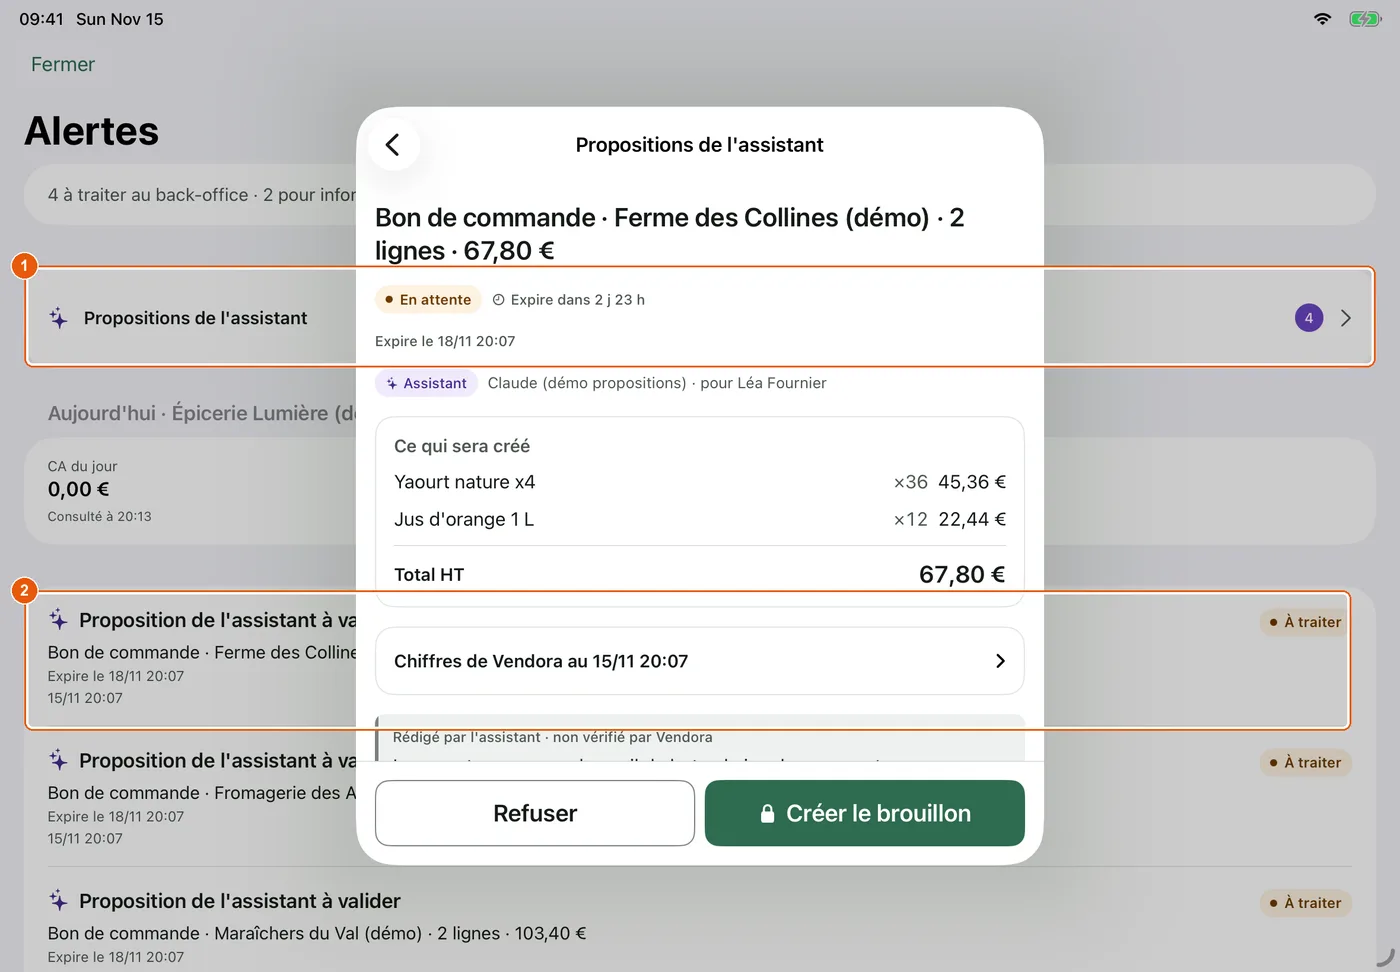 09:41 Sun Nov 15
Fermer
Alertes
4 à traiter au back-office · 2 pour infor
1
Propositions de l'assistant
4
Aujourd'hui · Épicerie Lumière (d
CA du jour
0,00 €
Consulté à 20:13
2
Proposition de l'assistant à va
À traiter
Bon de commande · Ferme des Colline
Expire le 18/11 20:07
15/11 20:07
Proposition de l'assistant à va
À traiter
Bon de commande · Fromagerie des A
Expire le 18/11 20:07
15/11 20:07
Proposition de l'assistant à valider
À traiter
Bon de commande · Maraîchers du Val (démo) · 2 lignes · 103,40 €
Expire le 18/11 20:07
Propositions de l'assistant
Bon de commande · Ferme des Collines (démo) · 2
lignes · 67,80 €
En attente Expire dans 2 j 23 h
Expire le 18/11 20:07
Assistant Claude (démo propositions) · pour Léa Fournier
Ce qui sera créé
Yaourt nature x4 ×36 45,36 €
Jus d'orange 1 L ×12 22,44 €
Total HT 67,80 €
Chiffres de Vendora au 15/11 20:07
Rédigé par l'assistant · non vérifié par Vendora
Refuser
Créer le brouillon